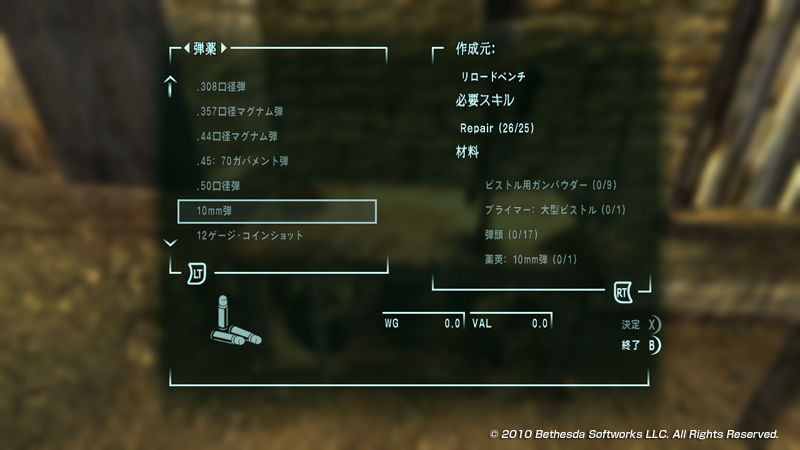 弾薬
.308口径弾
.357口径マグナム弾
.44口径マグナム弾
.45: 70ガバメント弾
.50口径弾
10mm弾
12ゲージ・コインショット
LT
作成元:
リロードベンチ
必要スキル
Repair (26/25)
材料
ピストル用ガンパウダー (0/9)
プライマー: 大型ピストル (0/1)
弾頭 (0/17)
薬莢: 10mm弾 (0/1)
RT
WG 0.0 VAL 0.0
決定 X
終了 B
© 2010 Bethesda Softworks LLC. All Rights Reserved.